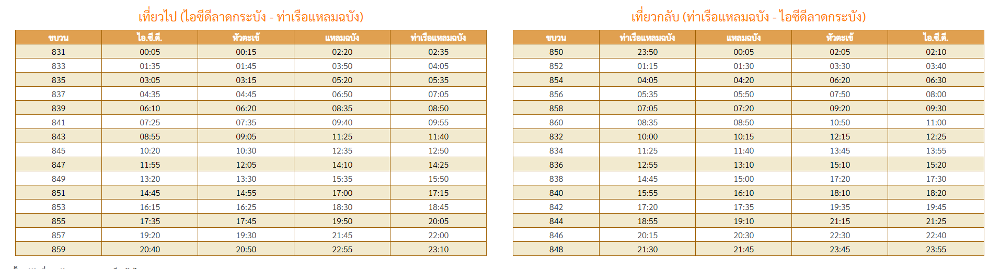 เที่ยวไป (ไอซีดีลาดกระบัง - ท่าเรือแหลมฉบัง)
ขบวน ไอ.ซี.ดี. หัวตะเข้ แหลมฉบัง ท่าเรือแหลมฉบัง
831 00:05 00:15 02:20 02:35
833 01:35 01:45 03:50 04:05
835 03:05 03:15 05:20 05:35
837 04:35 04:45 06:50 07:05
839 06:10 06:20 08:35 08:50
841 07:25 07:35 09:40 09:55
843 08:55 09:05 11:25 11:40
845 10:20 10:30 12:35 12:50
847 11:55 12:05 14:10 14:25
849 13:20 13:30 15:35 15:50
851 14:45 14:55 17:00 17:15
853 16:15 16:25 18:30 18:45
855 17:35 17:45 19:50 20:05
857 19:20 19:30 21:45 22:00
859 20:40 20:50 22:55 23:10
เที่ยวกลับ (ท่าเรือแหลมฉบัง - ไอซีดีลาดกระบัง)
ขบวน ท่าเรือแหลมฉบัง แหลมฉบัง หัวตะเข้ ไอ.ซี.ดี.
850 23:50 00:05 02:05 02:10
852 01:15 01:30 03:30 03:40
854 04:05 04:20 06:20 06:30
856 05:35 05:50 07:50 08:00
858 07:05 07:20 09:20 09:30
860 08:35 08:50 10:50 11:00
832 10:00 10:15 12:15 12:25
834 11:25 11:40 13:45 13:55
836 12:55 13:10 15:10 15:20
838 14:45 15:00 17:20 17:30
840 15:55 16:10 18:10 18:20
842 17:20 17:35 19:35 19:45
844 18:55 19:10 21:15 21:25
846 20:15 20:30 22:30 22:40
848 21:30 21:45 23:45 23:55